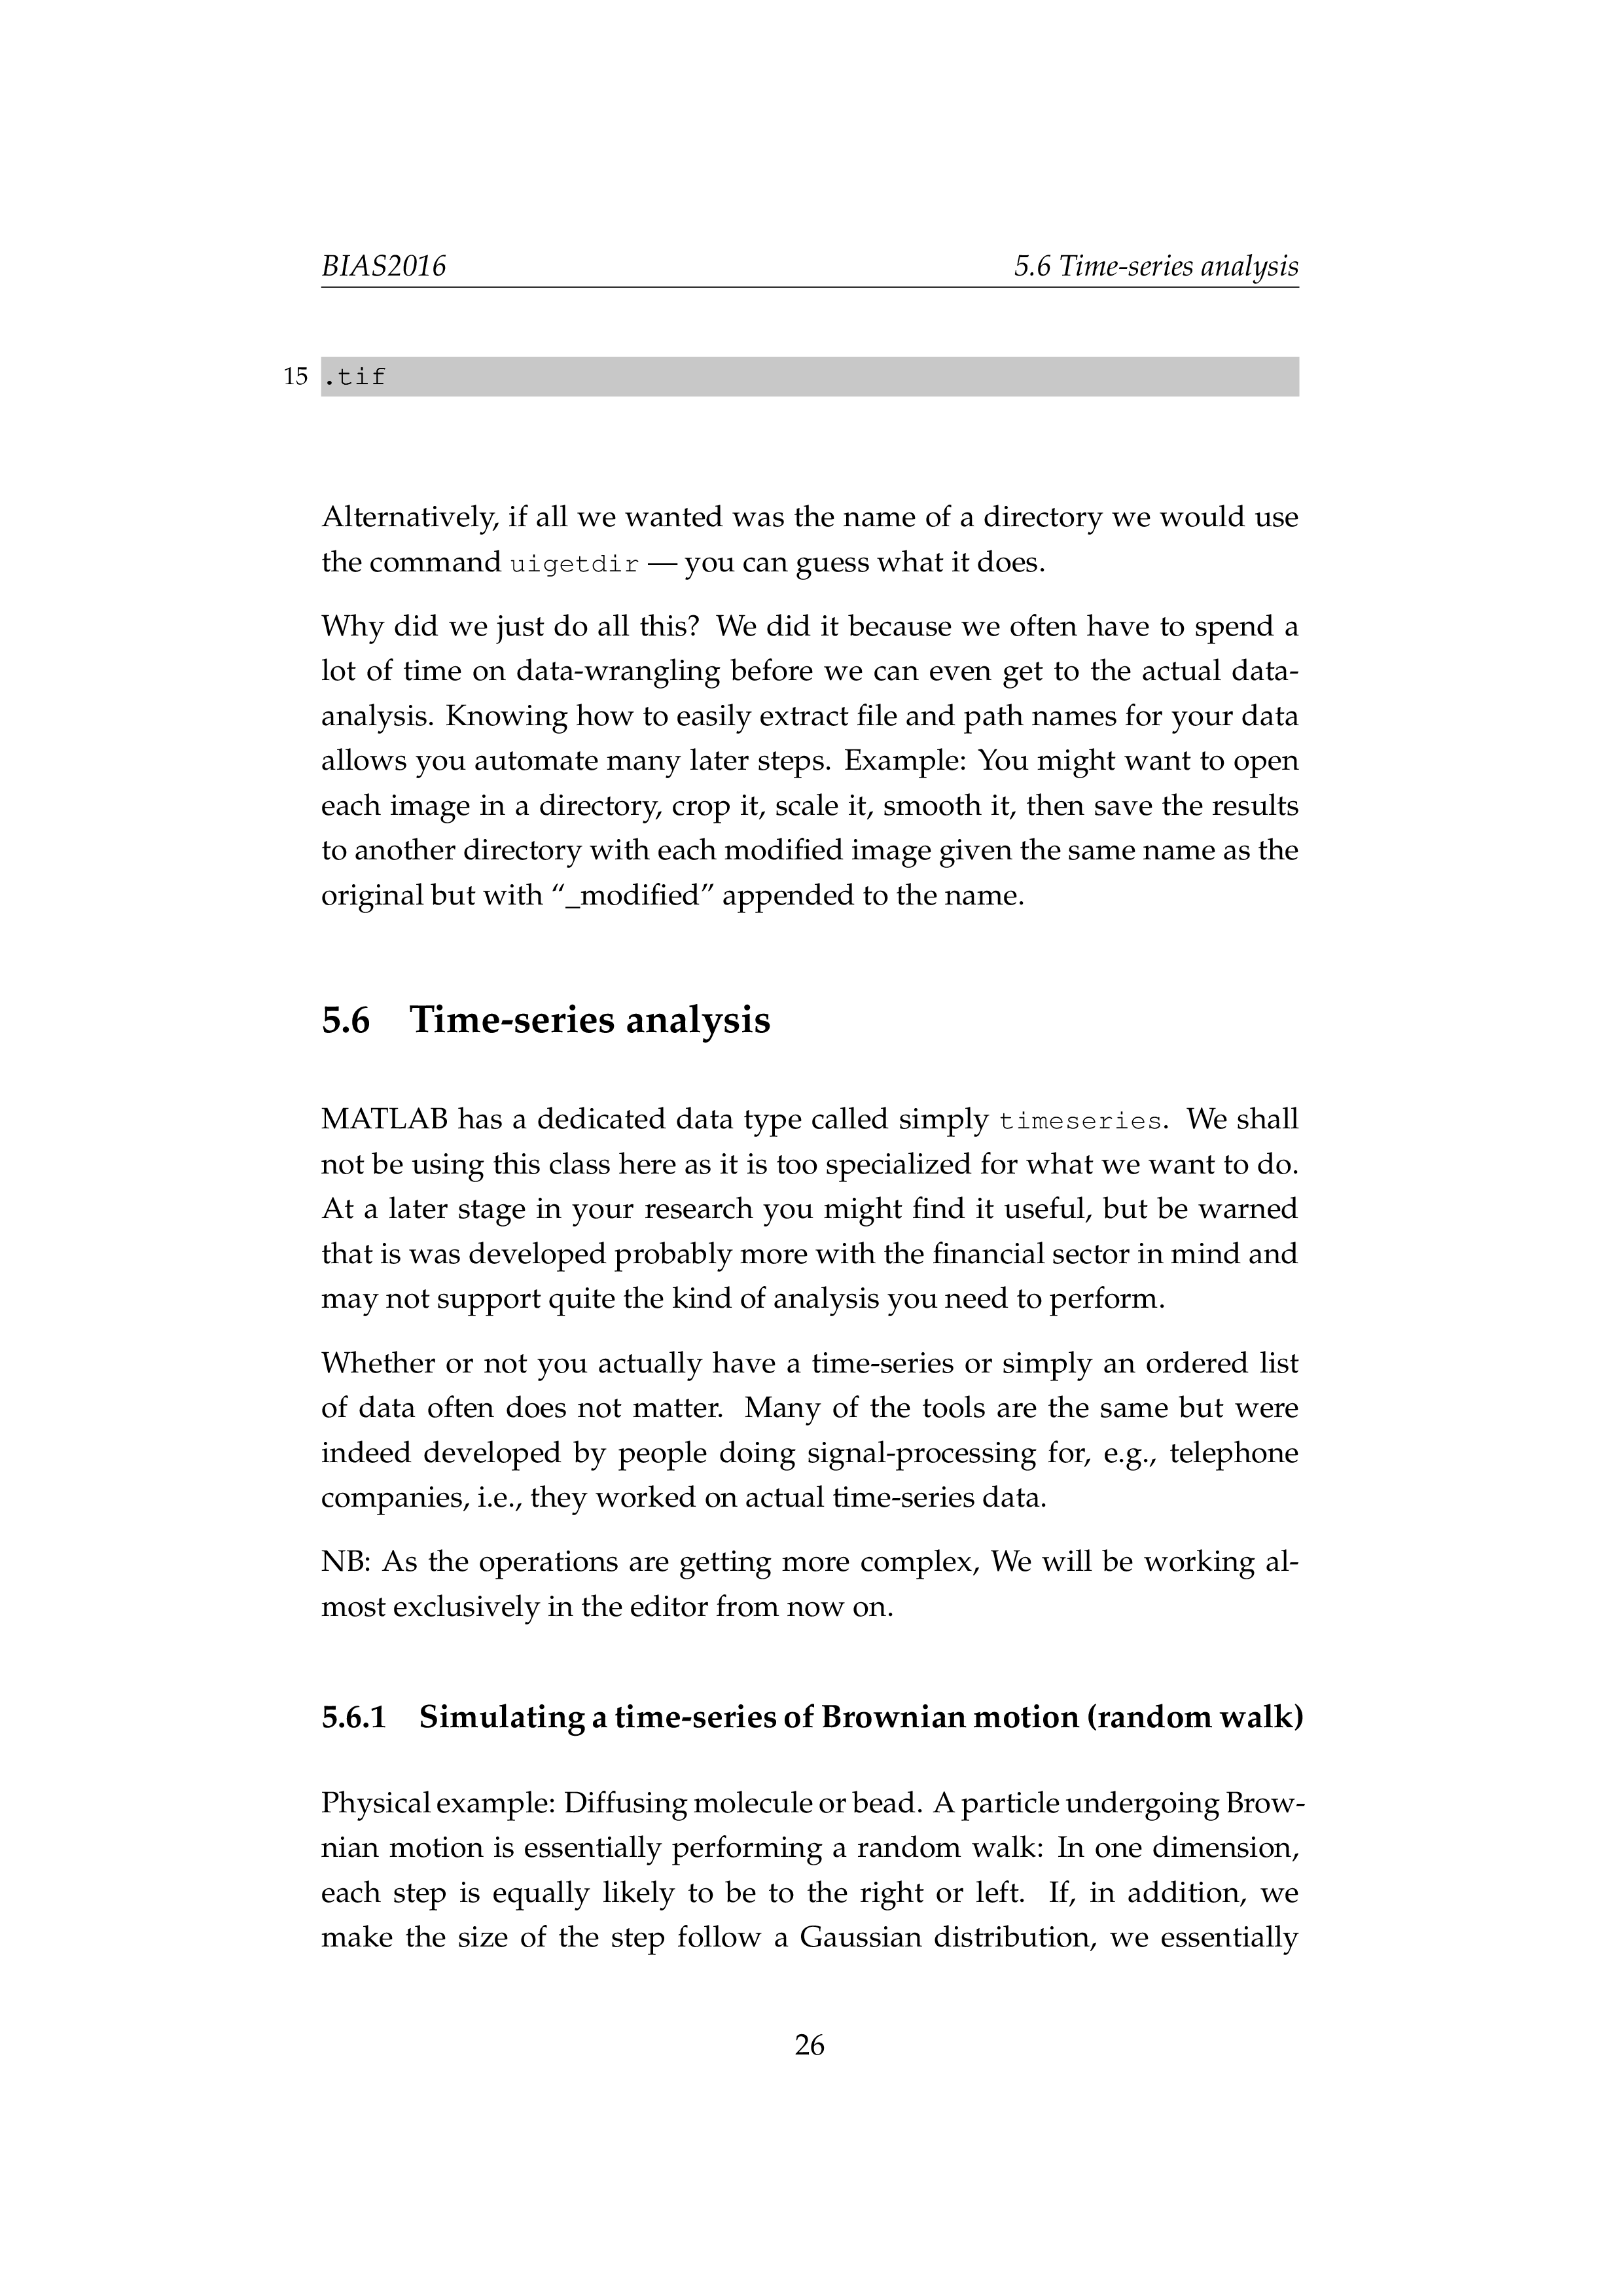 BIAS2016 5.6 Time-series analysis
15 .tif
Alternatively, if all we wanted was the name of a directory we would use
the command uigetdir — you can guess what it does.
Why did we just do all this? We did it because we often have to spend a
lot of time on data-wrangling before we can even get to the actual data-
analysis. Knowing how to easily extract file and path names for your data
allows you automate many later steps. Example: You might want to open
each image in a directory, crop it, scale it, smooth it, then save the results
to another directory with each modified image given the same name as the
original but with “_modified” appended to the name.
5.6 Time-series analysis
MATLAB has a dedicated data type called simply timeseries. We shall
not be using this class here as it is too specialized for what we want to do.
At a later stage in your research you might find it useful, but be warned
that is was developed probably more with the financial sector in mind and
may not support quite the kind of analysis you need to perform.
Whether or not you actually have a time-series or simply an ordered list
of data often does not matter. Many of the tools are the same but were
indeed developed by people doing signal-processing for, e.g., telephone
companies, i.e., they worked on actual time-series data.
NB: As the operations are getting more complex, We will be working al-
most exclusively in the editor from now on.
5.6.1 Simulating a time-series of Brownian motion (random walk)
Physical example: Diffusing molecule or bead. A particle undergoing Brow-
nian motion is essentially performing a random walk: In one dimension,
each step is equally likely to be to the right or left. If, in addition, we
make the size of the step follow a Gaussian distribution, we essentially
26